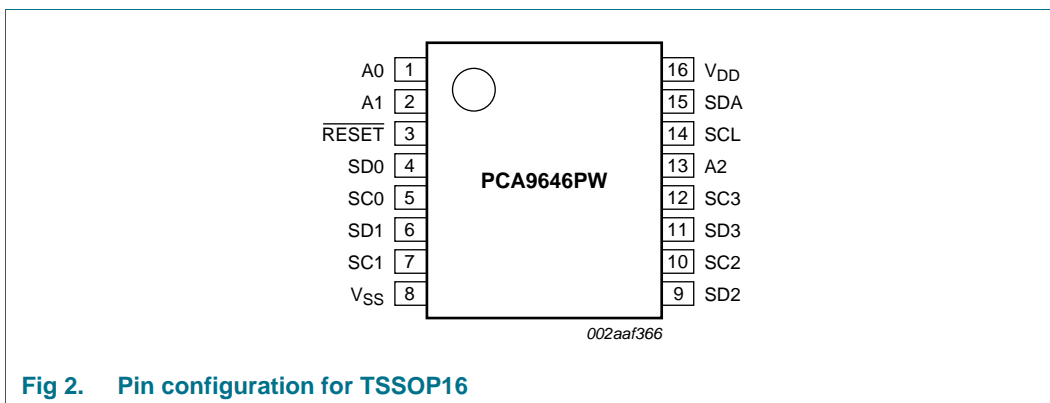 A0 1
A1 2
RESET 3
SD0 4
SC0 5
SD1 6
SC1 7
VSS 8
PCA9646PW
16 VDD
15 SDA
14 SCL
13 A2
12 SC3
11 SD3
10 SC2
9 SD2
002aaf366
Fig 2. Pin configuration for TSSOP16